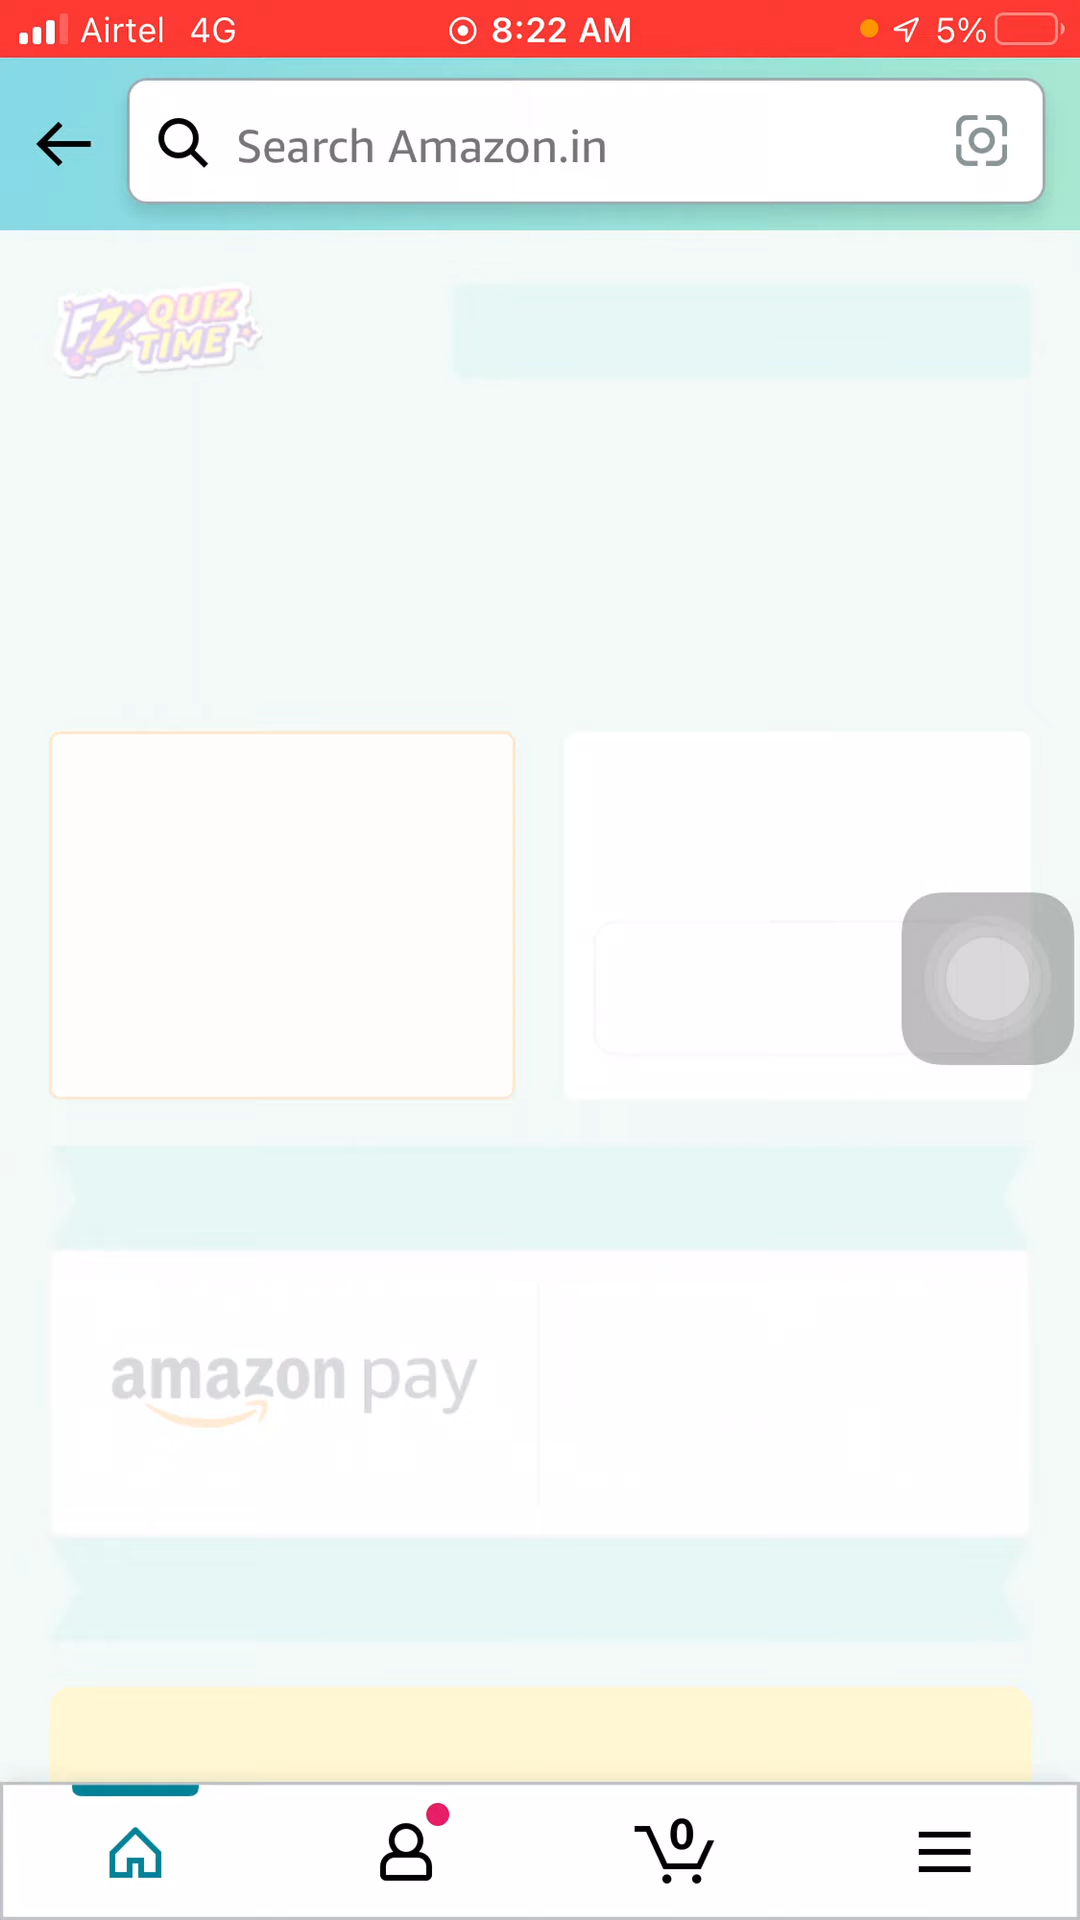 Airtel 4G 8:22 AM 5%
Search Amazon.in
FZ QUIZ
TIME
amazon pay
0